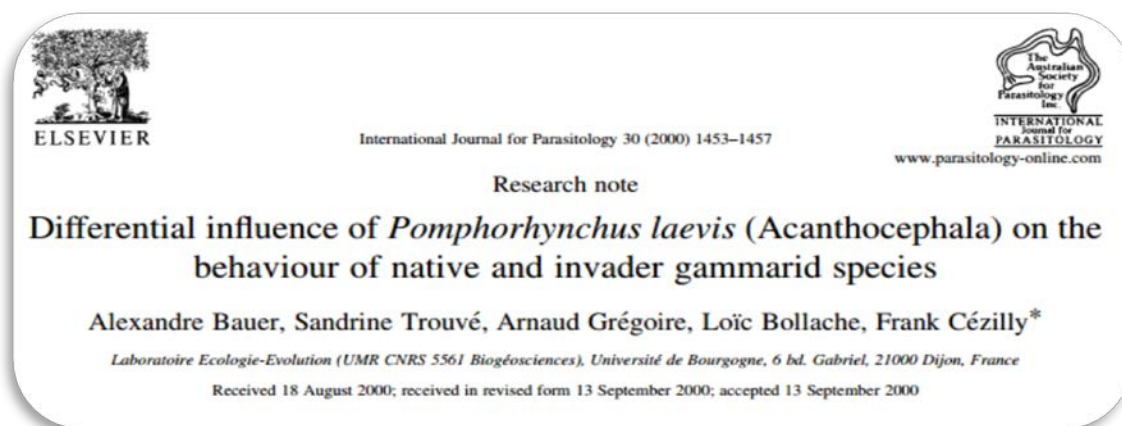 ELSEVIER
The
Australian
Society
for
Parasitology
Inc.
INTERNATIONAL
Journal for
PARASITOLOGY
International Journal for Parasitology 30 (2000) 1453–1457
www.parasitology-online.com
Research note
Differential influence of Pomphorhynchus laevis (Acanthocephala) on the
behaviour of native and invader gammarid species
Alexandre Bauer, Sandrine Trouvé, Arnaud Grégoire, Loïc Bollache, Frank Cézilly*
Laboratoire Ecologie-Evolution (UMR CNRS 5561 Biogéosciences), Université de Bourgogne, 6 bd. Gabriel, 21000 Dijon, France
Received 18 August 2000; received in revised form 13 September 2000; accepted 13 September 2000